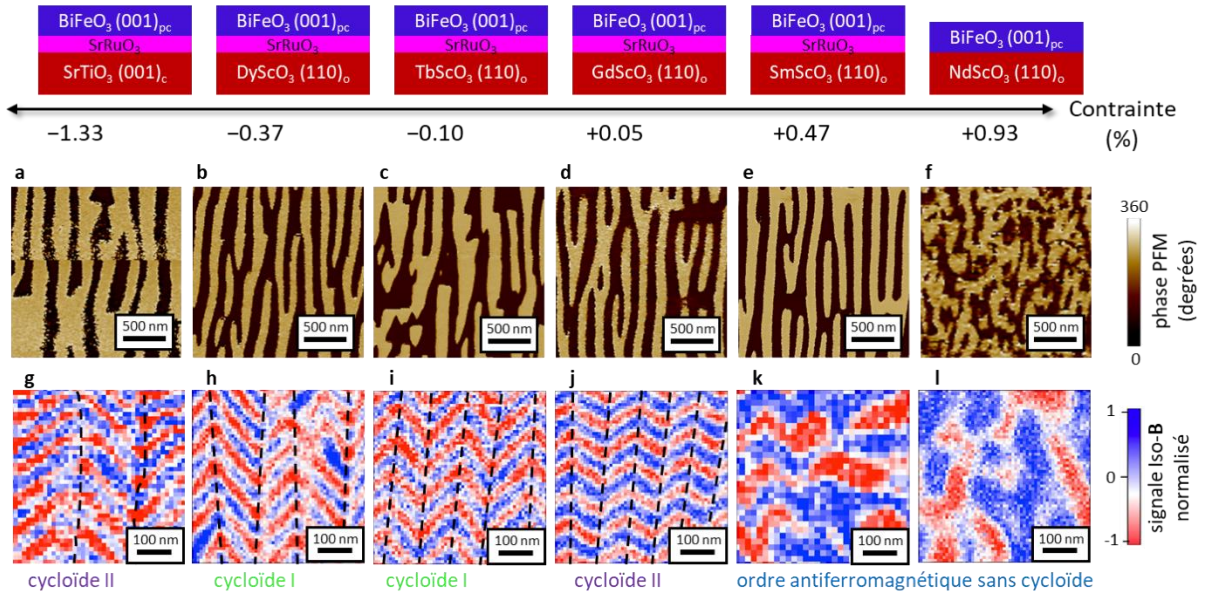 BiFeO₃ (001)pc BiFeO₃ (001)pc BiFeO₃ (001)pc BiFeO₃ (001)pc BiFeO₃ (001)pc
SrRuO₃ SrRuO₃ SrRuO₃ SrRuO₃ SrRuO₃ BiFeO₃ (001)pc
SrTiO₃ (001)c DyScO₃ (110)o TbScO₃ (110)o GdScO₃ (110)o SmScO₃ (110)o NdScO₃ (110)o
Contrainte
(%)
−1.33 −0.37 −0.10 +0.05 +0.47 +0.93
a b c d e f
360
phase PFM
(degrées)
0
500 nm 500 nm 500 nm 500 nm 500 nm 500 nm
g h i j k l
1
0
-1
signale Iso-B
normalisé
100 nm 100 nm 100 nm 100 nm 100 nm 100 nm
cycloïde II cycloïde I cycloïde I cycloïde II ordre antiferromagnétique sans cycloïde